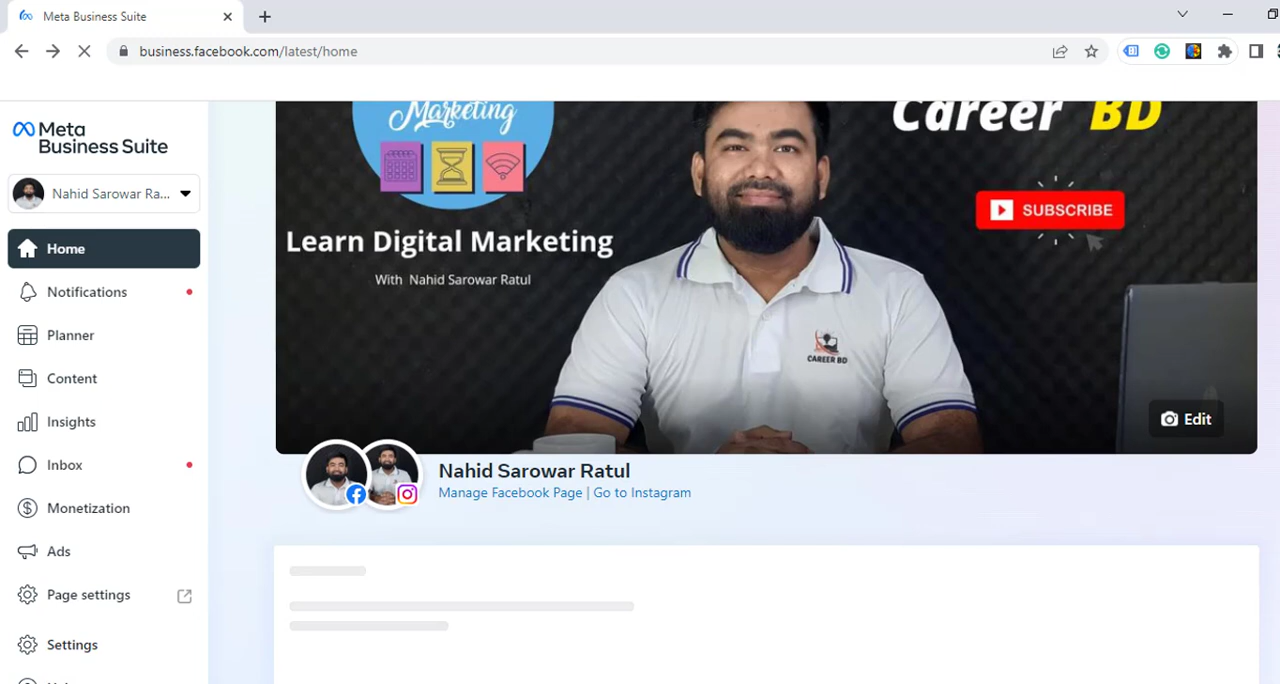 Meta Business Suite
business.facebook.com/latest/home
Meta
Business Suite
Nahid Sarowar Ra...
Home
Notifications
Planner
Content
Insights
Inbox
Monetization
Ads
Page settings
Settings
Marketing
Learn Digital Marketing
With Nahid Sarowar Ratul
Career BD
SUBSCRIBE
CAREER BD
Edit
Nahid Sarowar Ratul
Manage Facebook Page | Go to Instagram